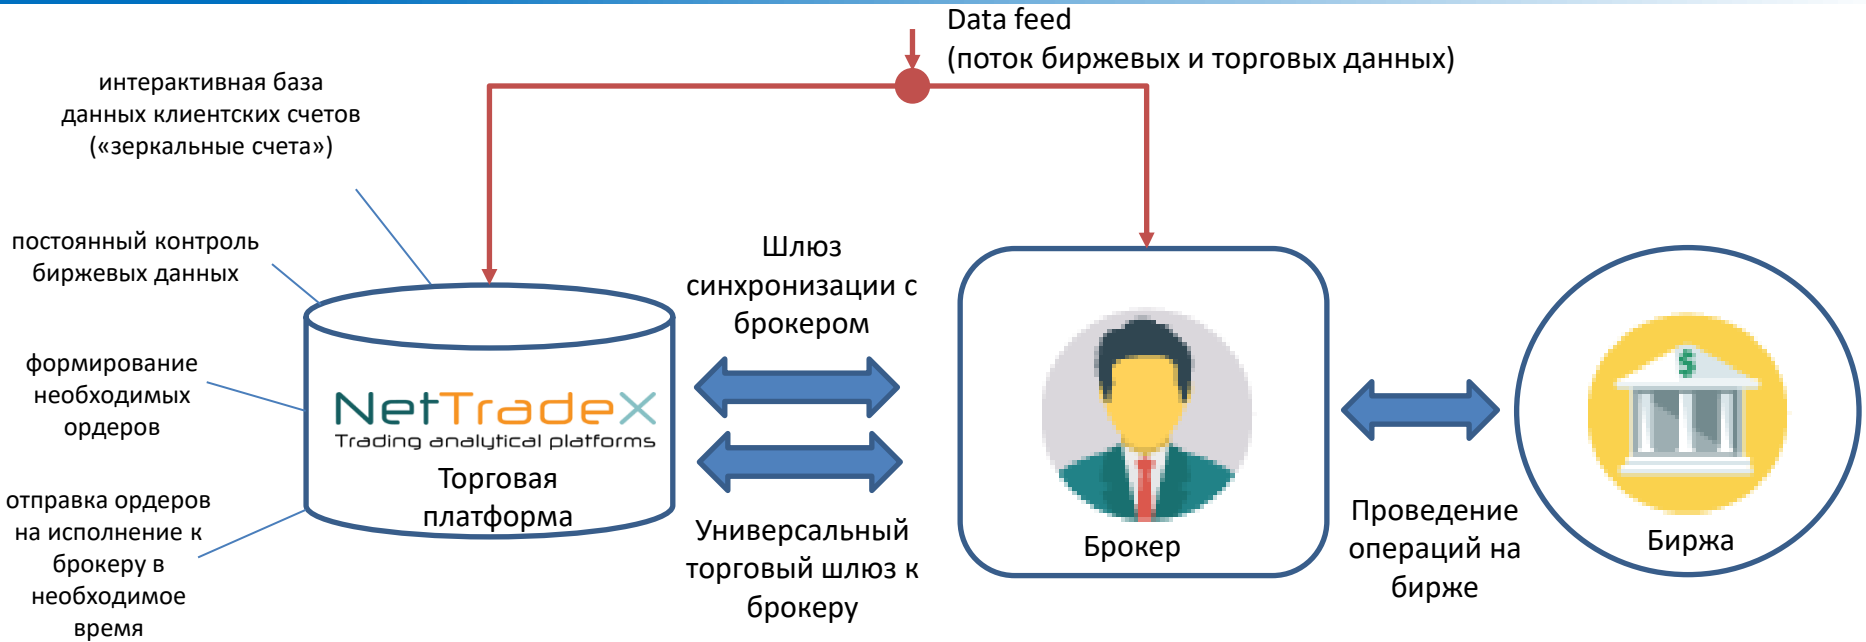 Data feed
(поток биржевых и торговых данных)
интерактивная база
данных клиентских счетов
(«зеркальные счета»)
постоянный контроль
биржевых данных
формирование
необходимых
ордеров
отправка ордеров
на исполнение к
брокеру в
необходимое
время
NetTradeX
Trading analytical platforms
Торговая
платформа
Шлюз
синхронизации с
брокером
Универсальный
торговый шлюз к
брокеру
Брокер
Проведение
операций на
бирже
$
Биржа